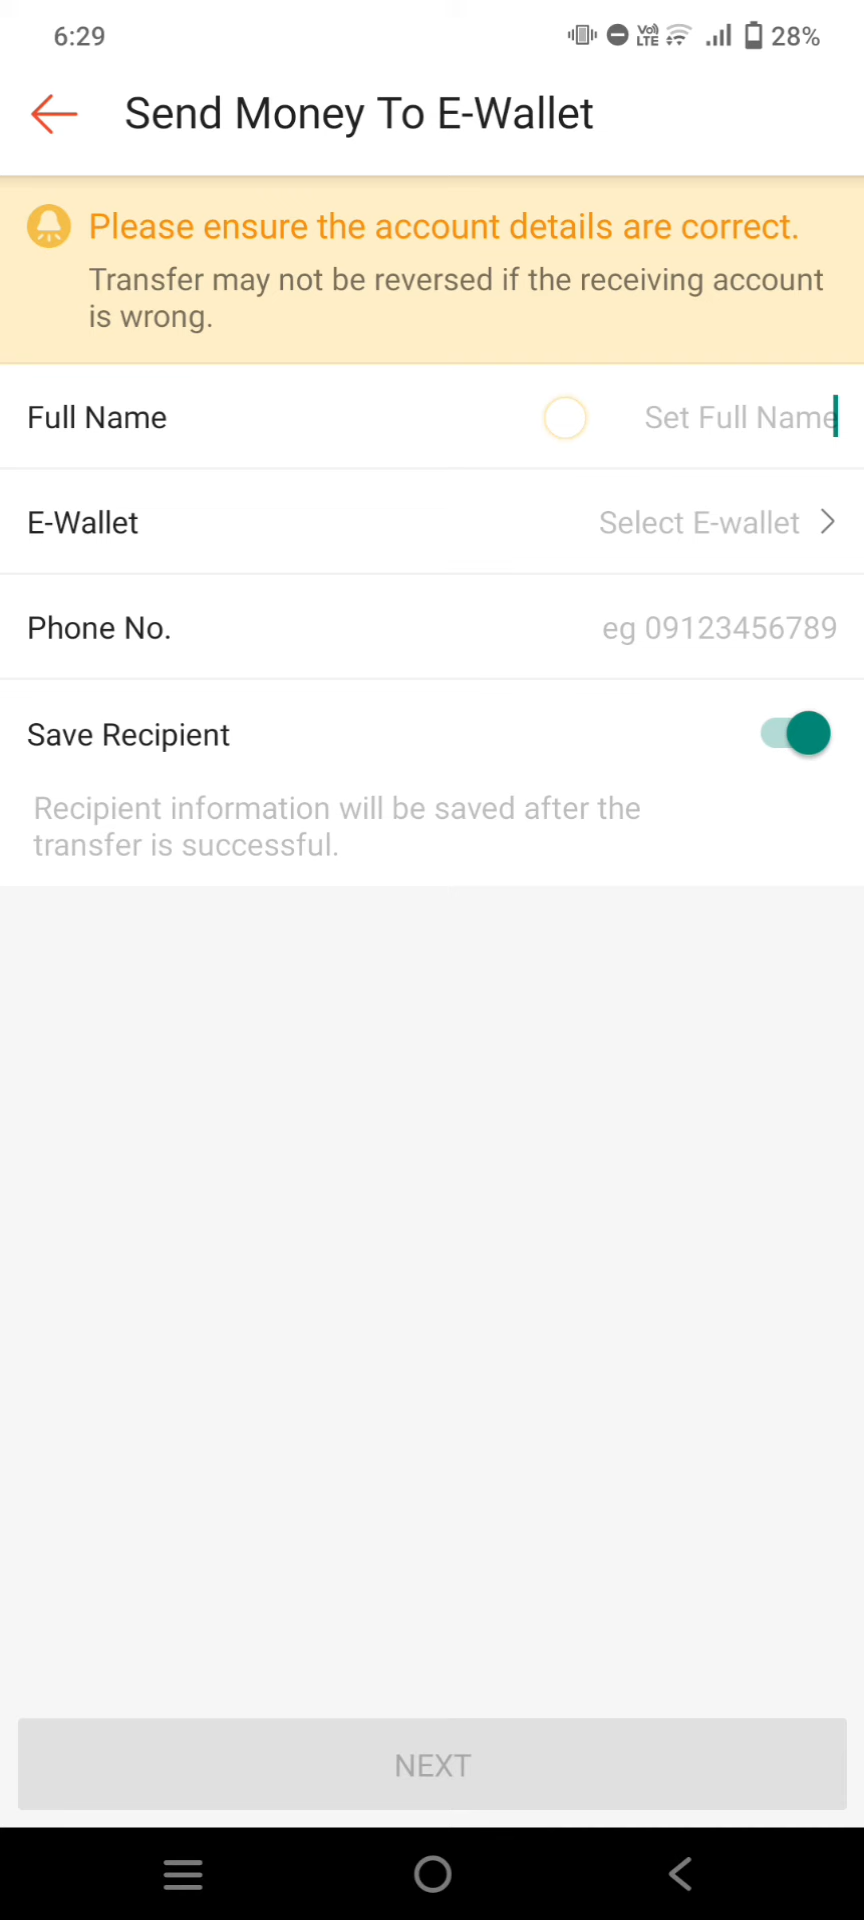 6:29
Vo)) LTE 28%
Send Money To E-Wallet
Please ensure the account details are correct.
Transfer may not be reversed if the receiving account
is wrong.
Full Name Set Full Name
E-Wallet Select E-wallet
Phone No. eg 09123456789
Save Recipient
Recipient information will be saved after the
transfer is successful.
NEXT